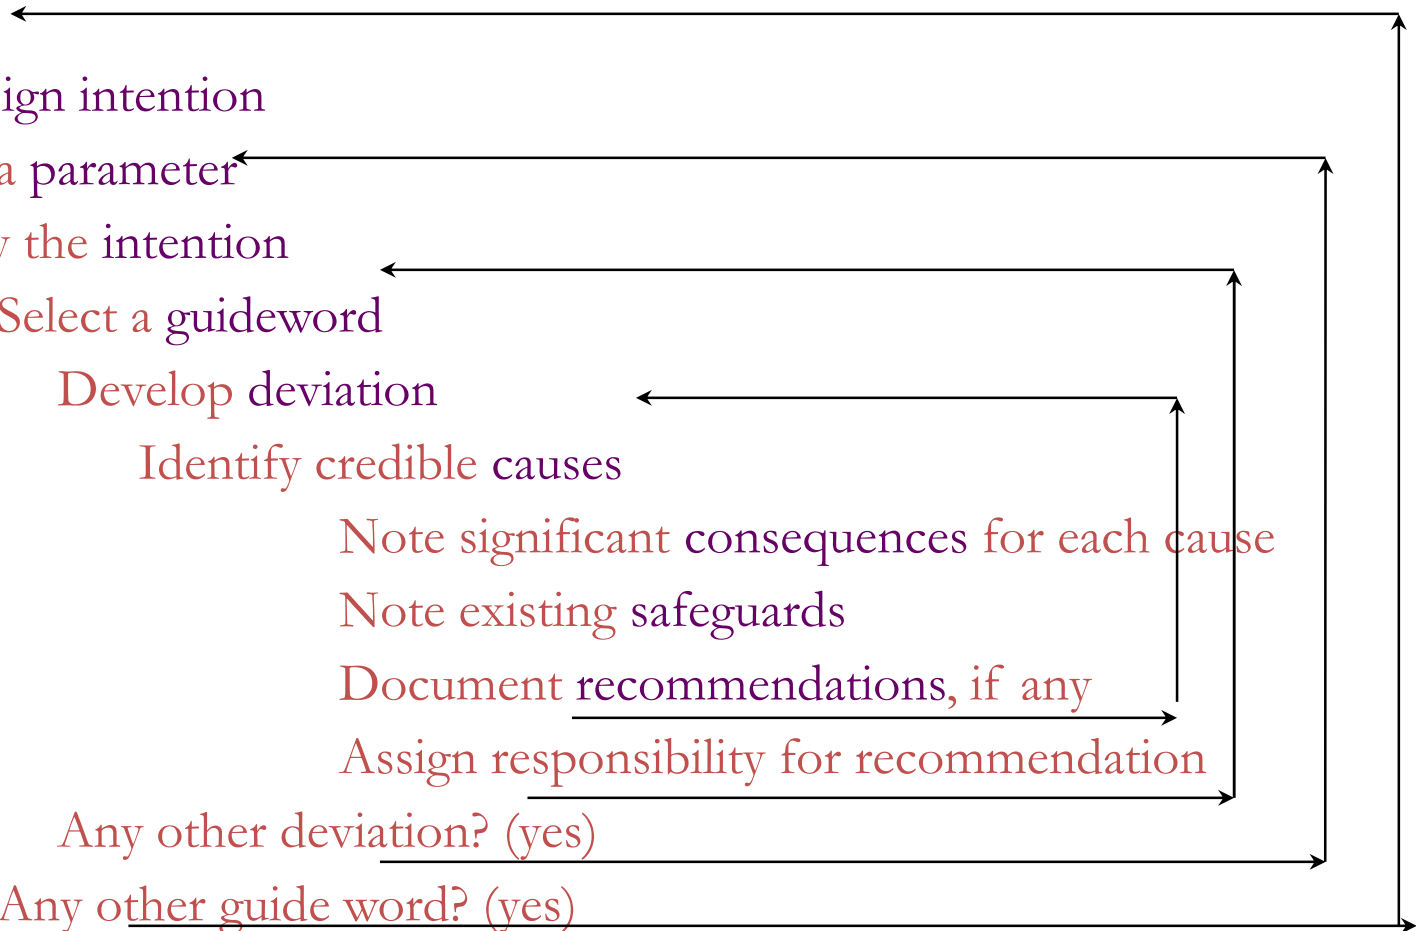 ign intention
a parameter
y the intention
Select a guideword
Develop deviation
Identify credible causes
Note significant consequences for each cause
Note existing safeguards
Document recommendations, if any
Assign responsibility for recommendation
Any other deviation? (yes)
Any other guide word? (yes)